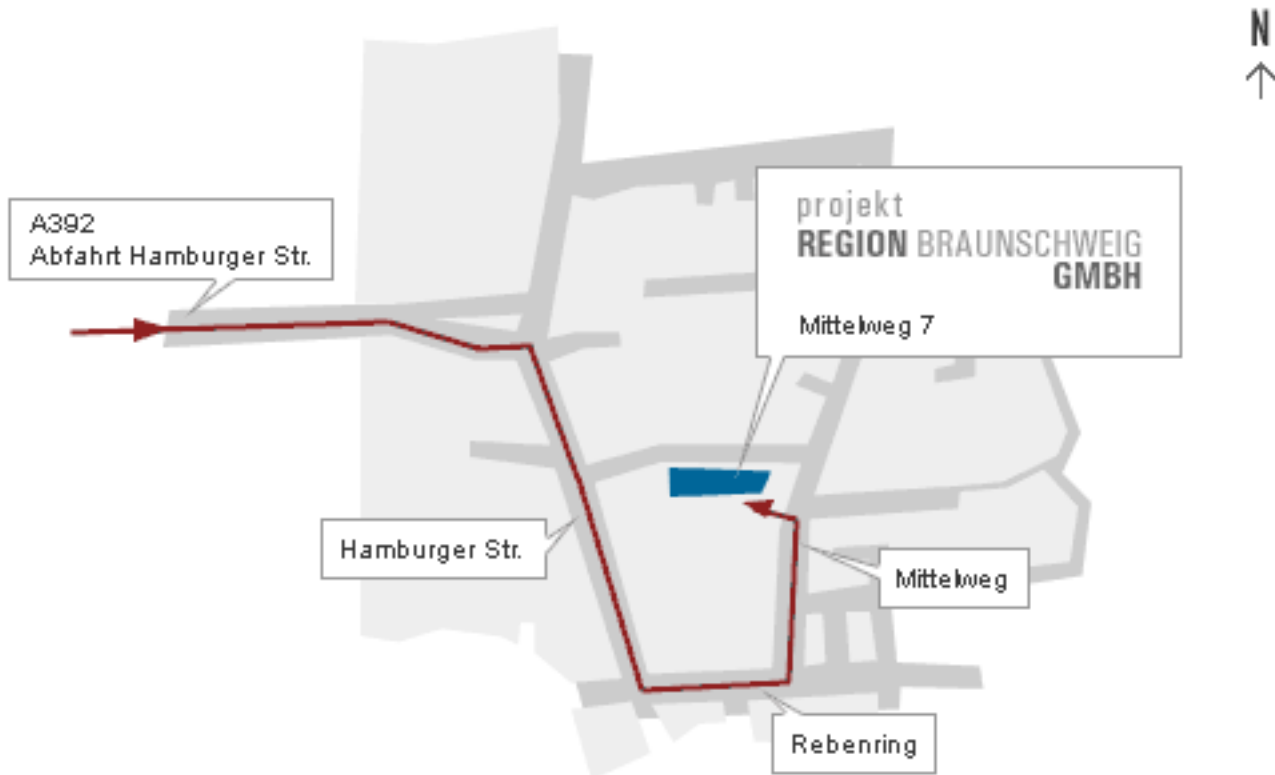 N
A392
Abfahrt Hamburger Str.
projekt
REGION BRAUNSCHWEIG
GMBH
Mittelweg 7
Hamburger Str.
Mittelweg
Rebenring